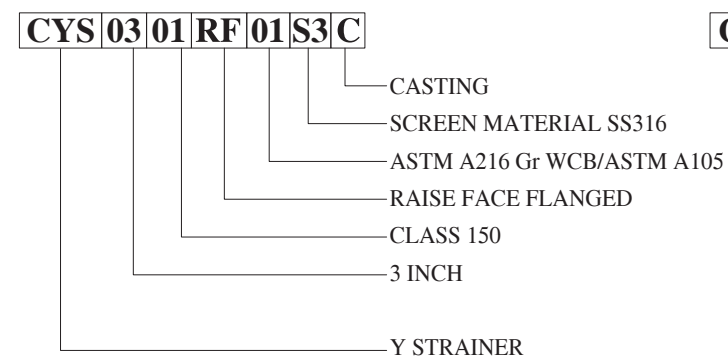 CYS 03 01 RF 01 S3 C
CASTING
SCREEN MATERIAL SS316
ASTM A216 Gr WCB/ASTM A105
RAISE FACE FLANGED
CLASS 150
3 INCH
Y STRAINER